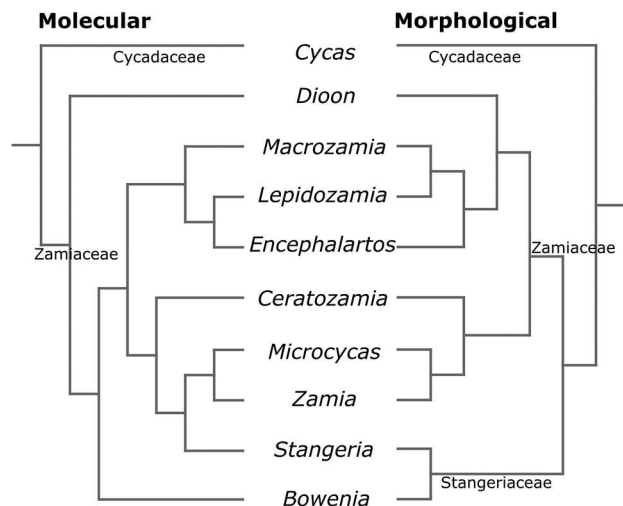 Molecular Morphological
Cycadaceae Cycas Cycadaceae
Dioon
Macrozamia
Lepidozamia
Zamiaceae Encephalartos Zamiaceae
Ceratozamia
Microcycas
Zamia
Stangeria
Stangeriaceae
Bowenia